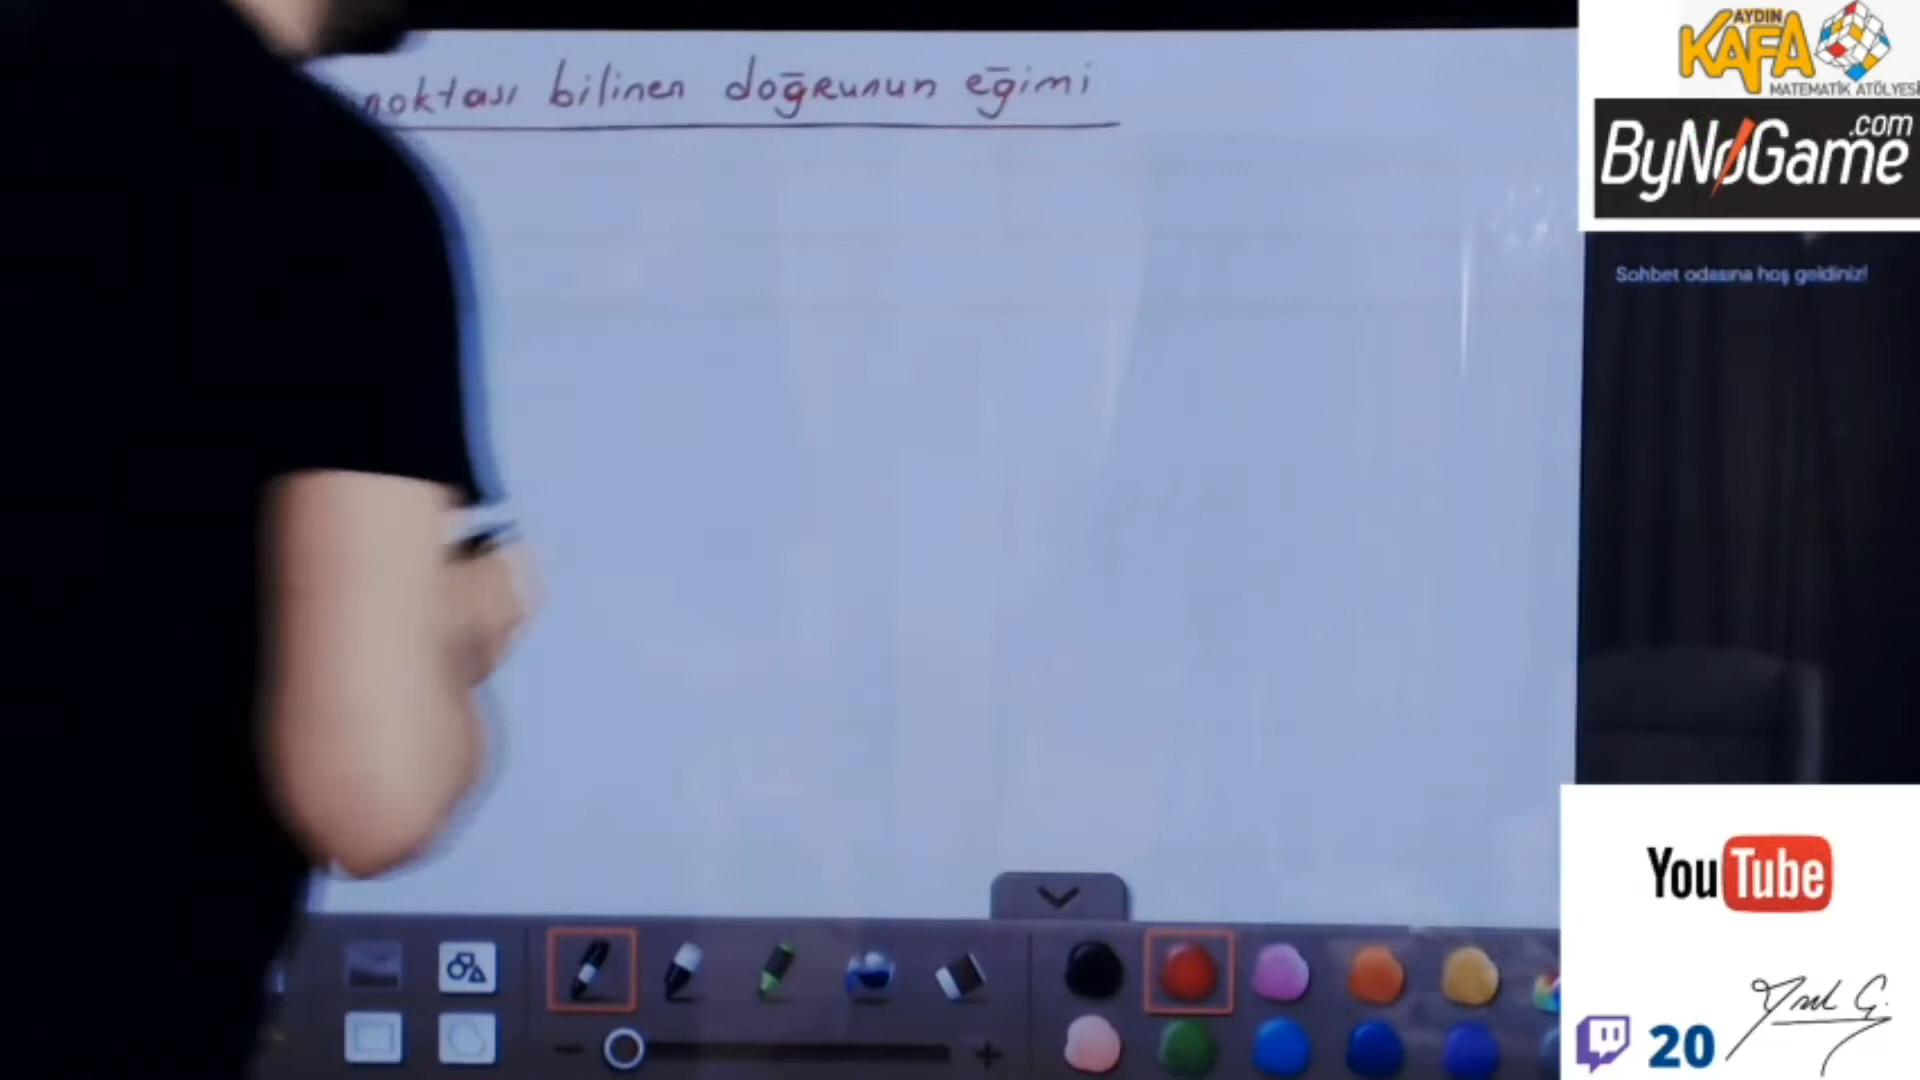 noktası bilinen doğrunun eğimi
AYDIN
KAFA
MATEMATİK ATÖLYESİ
ByNoGame
.com
Sohbet odasına hoş geldiniz!
YouTube
20